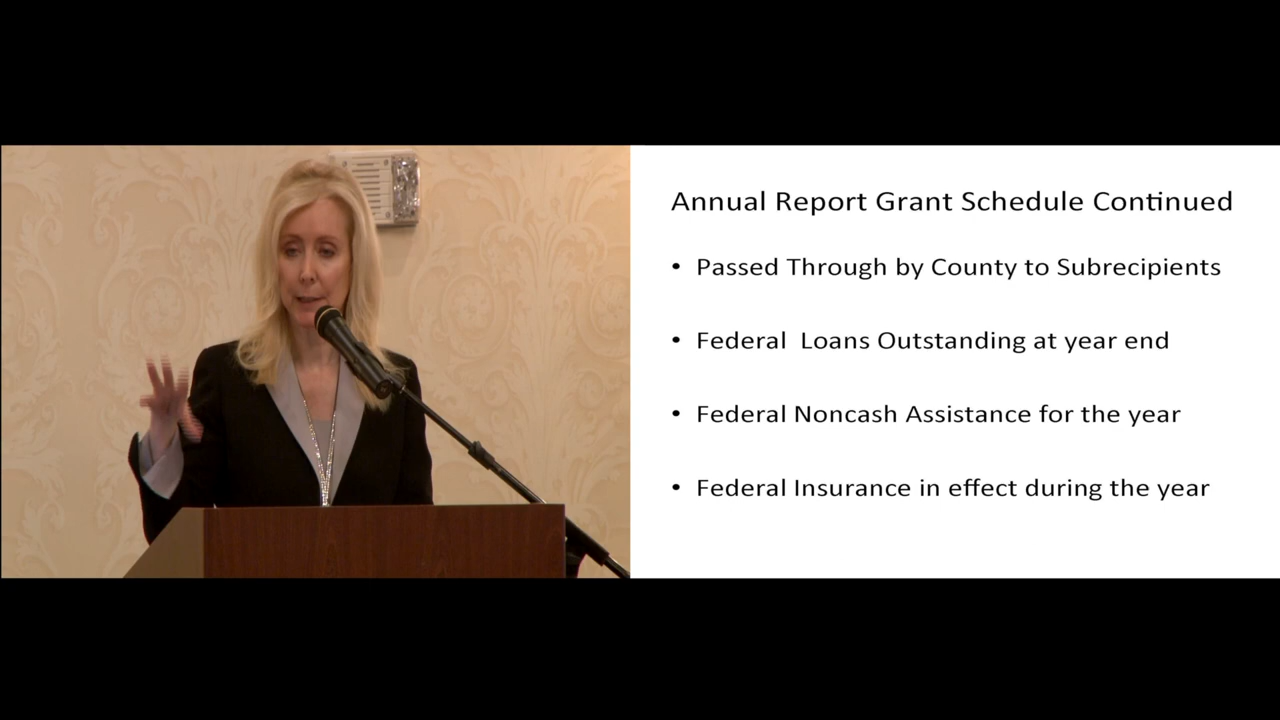 Annual Report Grant Schedule Continued
• Passed Through by County to Subrecipients
• Federal  Loans Outstanding at year end
• Federal Noncash Assistance for the year
• Federal Insurance in effect during the year